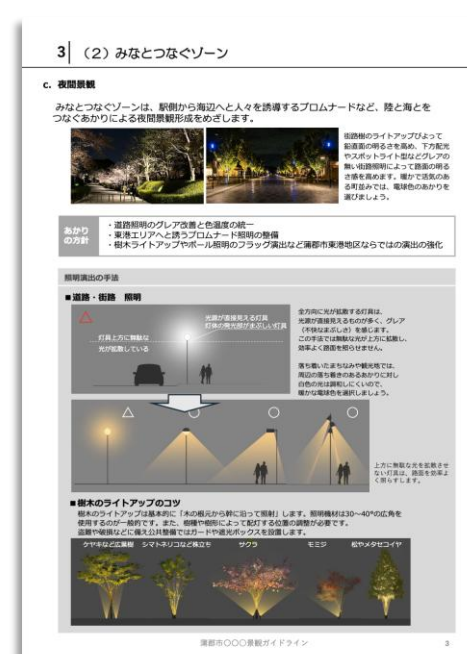 3 (2) みなとつなぐゾーン
c. 夜間景観
みなとつなぐゾーンは、駅側から海辺へと人々を誘導するプロムナードなど、陸と海とを
つなぐあかりによる夜間景観形成をめざします。
街路樹のライトアップびよって
鉛直面の明るさを高め、下方配光
やスポットライト型などグレアの
無い街路照明によって路面の明る
さ感を高めます。暖かで活気のあ
る町並みでは、電球色のあかりを
選びましょう。
あかり
の方針
・道路照明のグレア改善と色温度の統一
・東港エリアへと誘うプロムナード照明の整備
・樹木ライトアップやポール照明のフラッグ演出など蒲郡市東港地区ならではの演出の強化
照明演出の手法
■道路・街路 照明
光源が直接見える灯具
灯体の発光部がまぶしい灯具
灯具上方に無駄な
光が拡散している
全方向に光が拡散する灯具は、
光源が直接見えるものが多く、グレア
(不快なまぶしさ)を感じます。
この手法では無駄な光が上方に拡散し、
効率よく路面を照らせません。
落ち着いたまちなみや観光地では、
周辺の落ち着きのあるあかりに対し
白色の光は調和しにくいので、
暖かな電球色を選択しましょう。
上方に無駄な光を拡散させ
ない灯具は、路面を効率よ
く照らします。
■樹木のライトアップのコツ
樹木のライトアップは基本的に「木の根元から幹に沿って照射」します。照明機材は30~40°の広角を
使用するのが一般的です。また、樹種や樹形によって配灯する位置の調整が必要です。
盗難や破損などに備え公共整備ではガードや遮光ボックスを設置します。
ケヤキなど広葉樹 シマトネリコなど株立ち サクラ モミジ 松やメタセコイヤ
蒲郡市〇〇〇景観ガイドライン 3